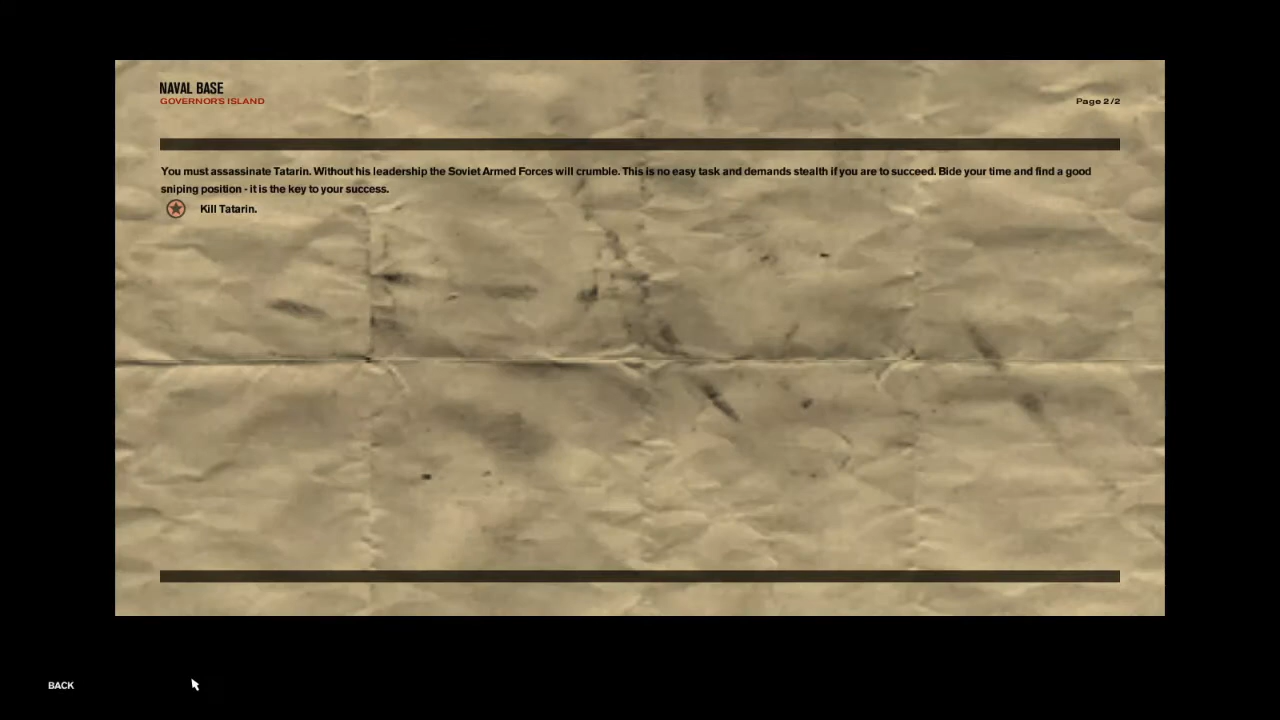 NAVAL BASE
GOVERNOR'S ISLAND
Page 2/2
You must assassinate Tatarin. Without his leadership the Soviet Armed Forces will crumble. This is no easy task and demands stealth if you are to succeed. Bide your time and find a good
sniping position - it is the key to your success.
Kill Tatarin.
BACK